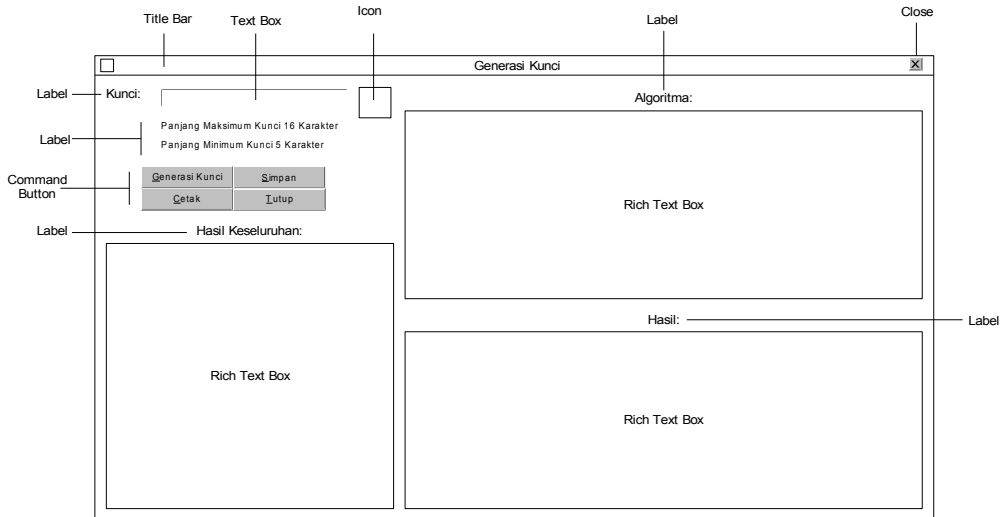 Title Bar
Text Box
Icon
Label
Close
Generasi Kunci
X
Label
Kunci:
Algoritma:
Label
Panjang Maksimum Kunci 16 Karakter
Panjang Minimum Kunci 5 Karakter
Command
Button
Generasi Kunci
Simpan
Cetak
Tutup
Rich Text Box
Label
Hasil Keseluruhan:
Hasil:
Label
Rich Text Box
Rich Text Box